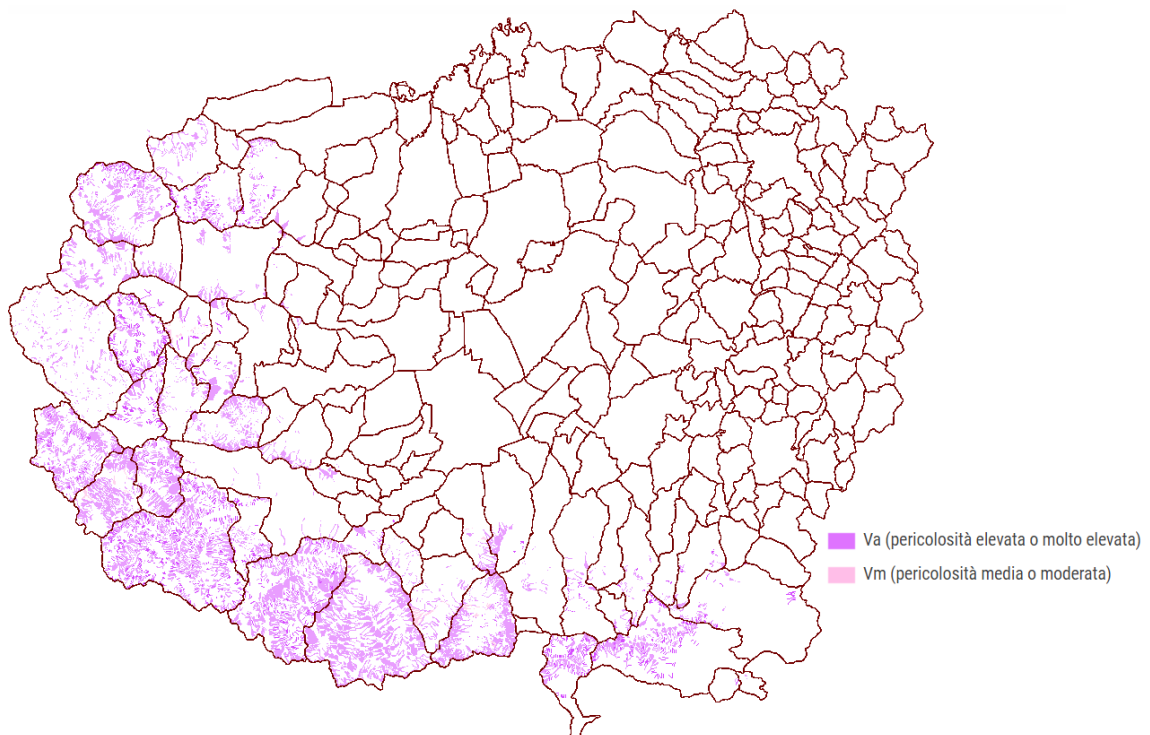 Va (pericolosità elevata o molto elevata)
Vm (pericolosità media o moderata)